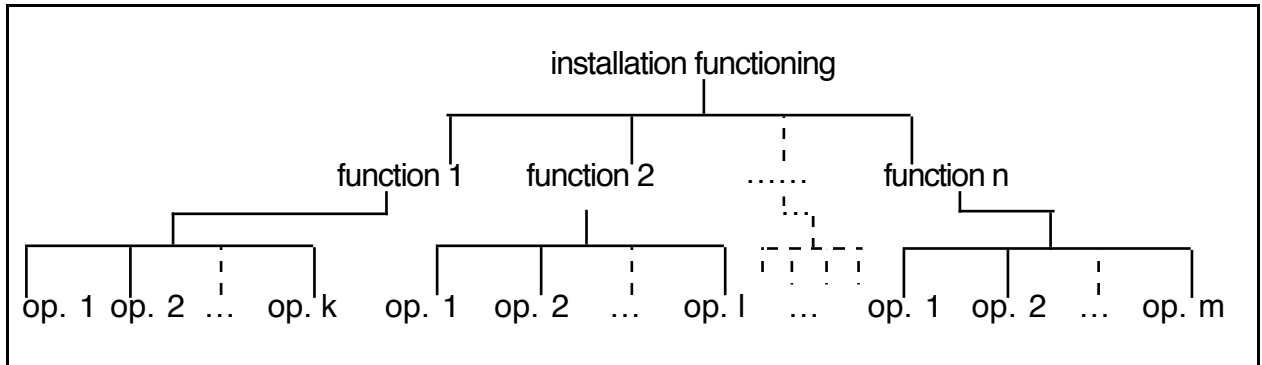 installation functioning
function 1 function 2 ...... function n
op. 1 op. 2 ... op. k op. 1 op. 2 ... op. l ... op. 1 op. 2 ... op. m